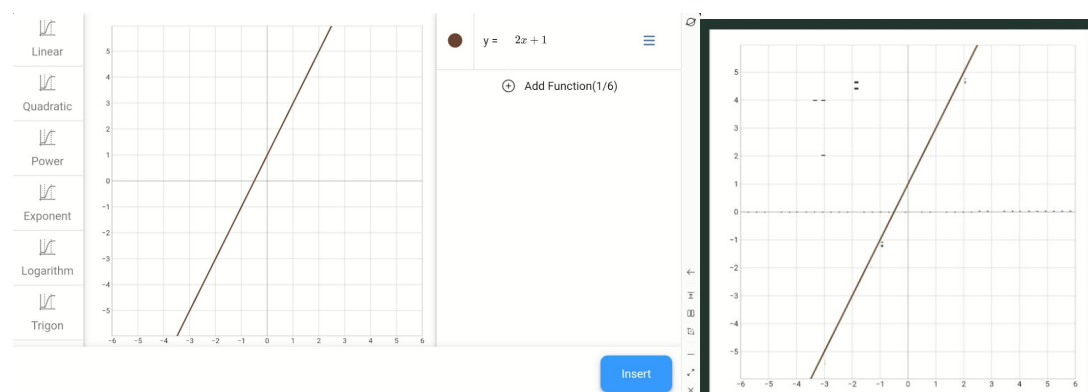 Linear
Quadratic
Power
Exponent
Logarithm
Trigon
5
4
3
2
1
0
−1
−2
−3
−4
−5
−6 −5 −4 −3 −2 −1 0 1 2 3 4 5 6
y = 2x + 1
Add Function(1/6)
Insert
5
4
3
2
1
0
−1
−2
−3
−4
−5
−6 −5 −4 −3 −2 −1 0 1 2 3 4 5 6